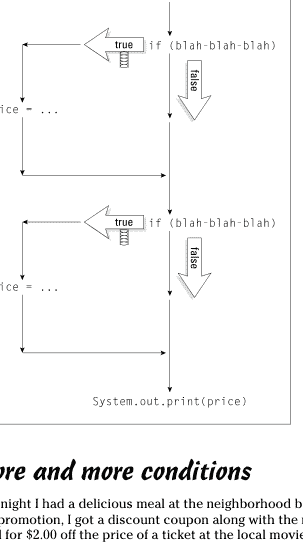 true if (blah-blah-blah)
false
ice = ...
true if (blah-blah-blah)
false
ice = ...
System.out.print(price)
ore and more conditions
night I had a delicious meal at the neighborhood b
promotion, I got a discount coupon along with the
d for $2.00 off the price of a ticket at the local movi